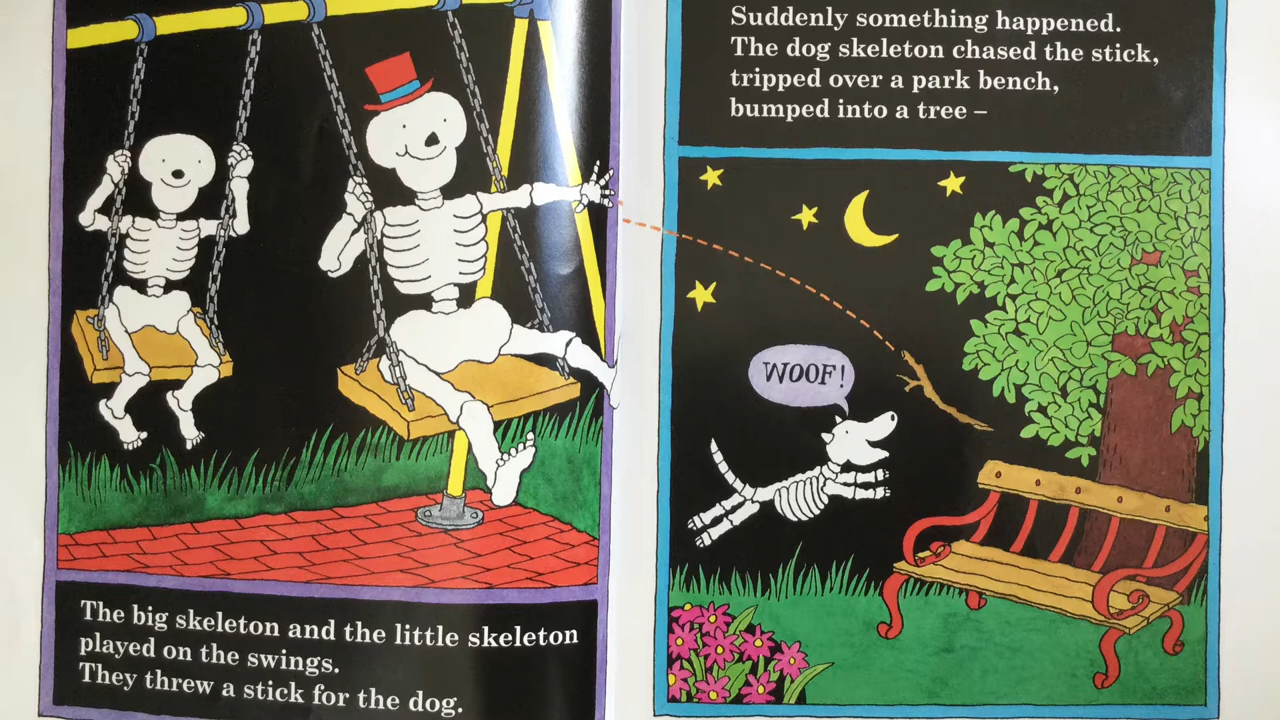 The big skeleton and the little skeleton
played on the swings.
They threw a stick for the dog.
Suddenly something happened.
The dog skeleton chased the stick,
tripped over a park bench,
bumped into a tree –
WOOF!